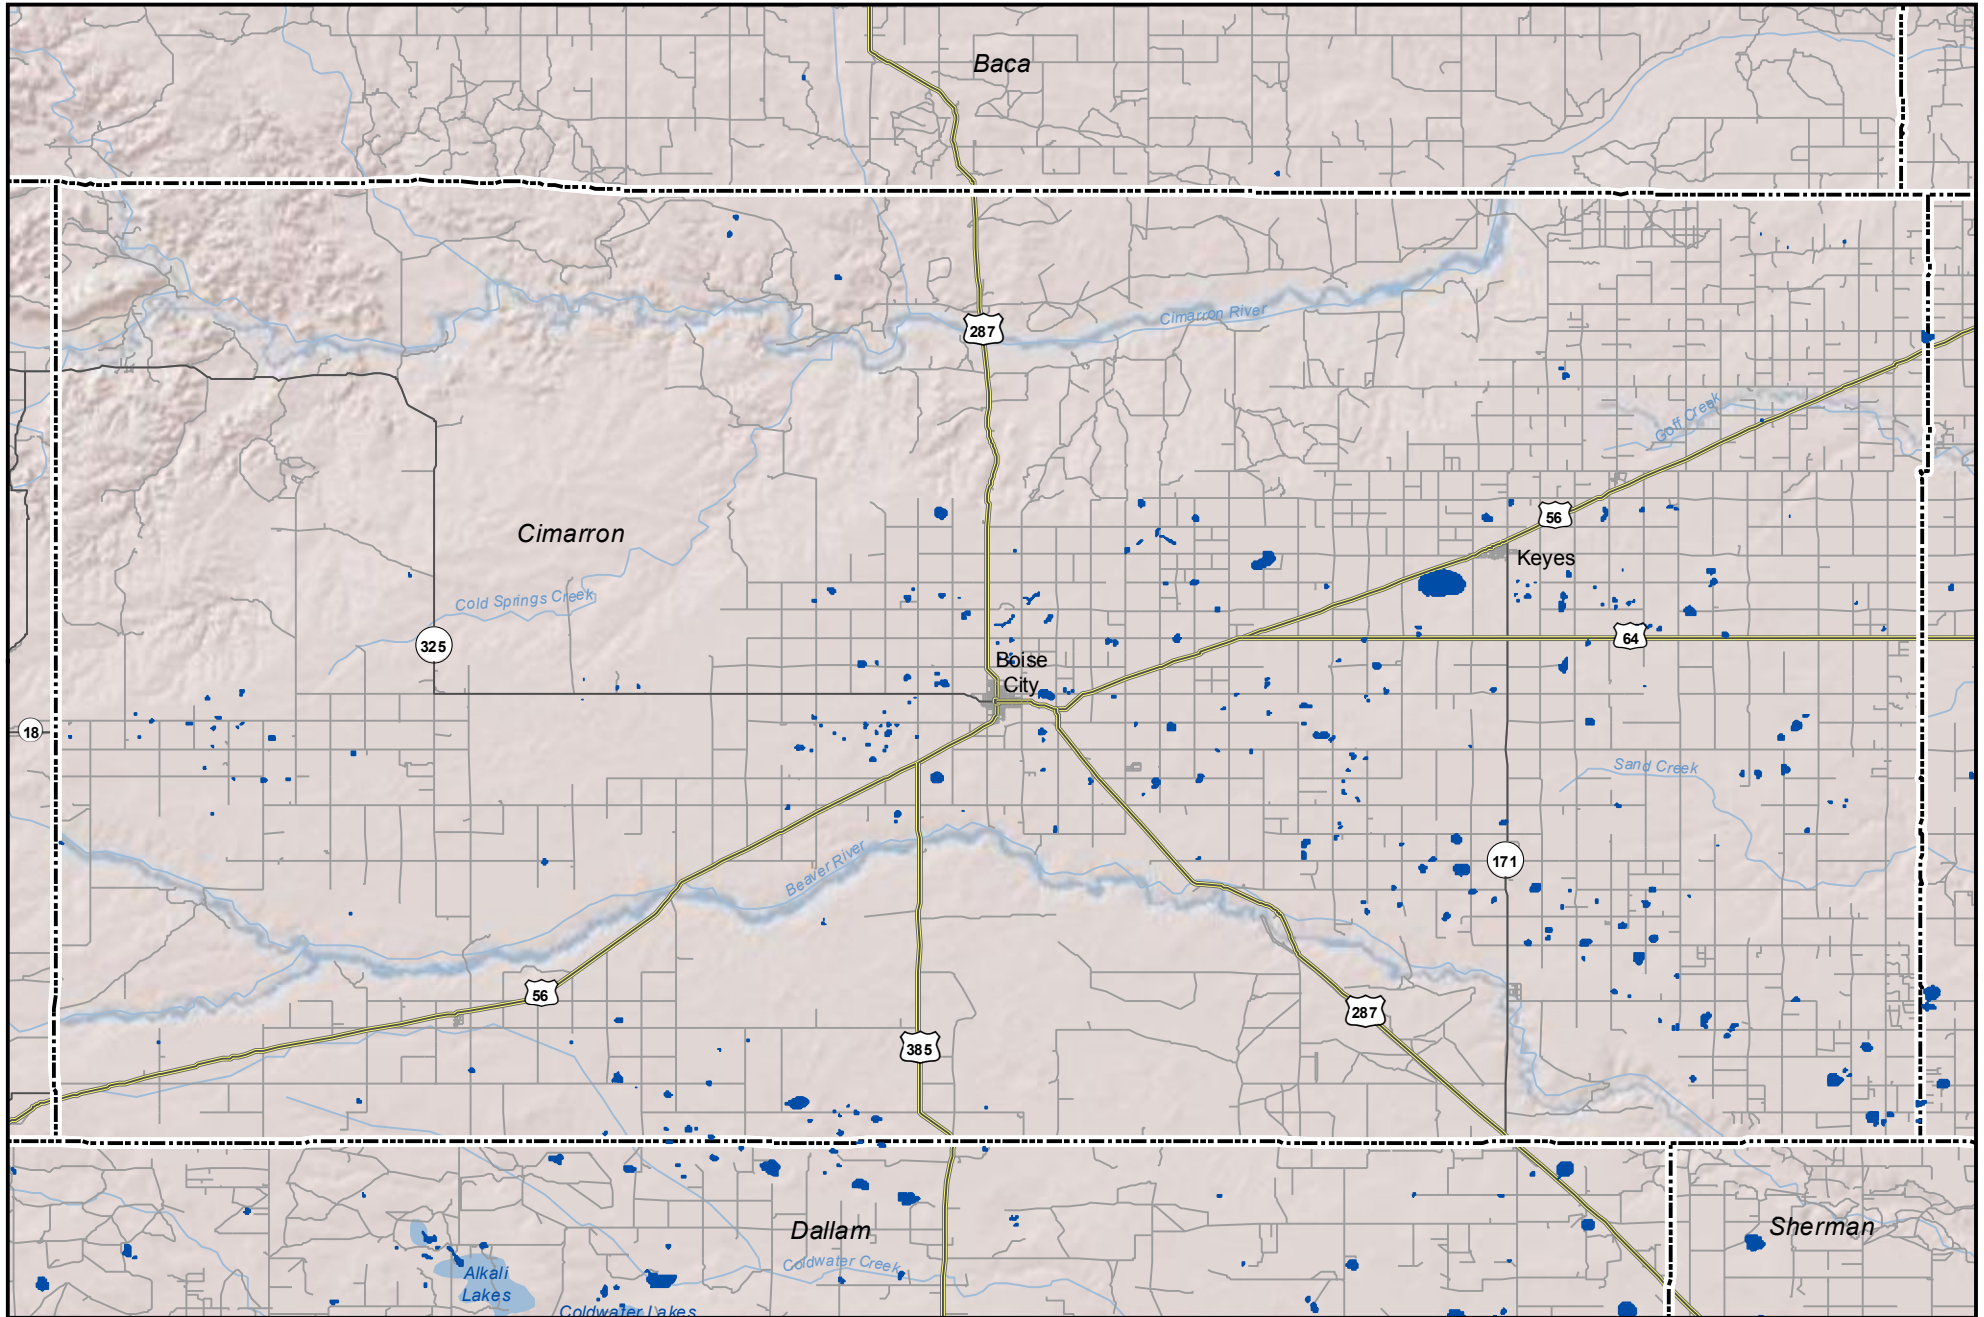 Baca
Cimarron River
287
Goff Creek
56
Cimarron
Keyes
Cold Springs Creek
325
64
Boise
City
18
Sand Creek
Beaver River
171
56
287
385
Dallam
Sherman
Coldwater Creek
Alkali
Lakes
Coldwater Lakes